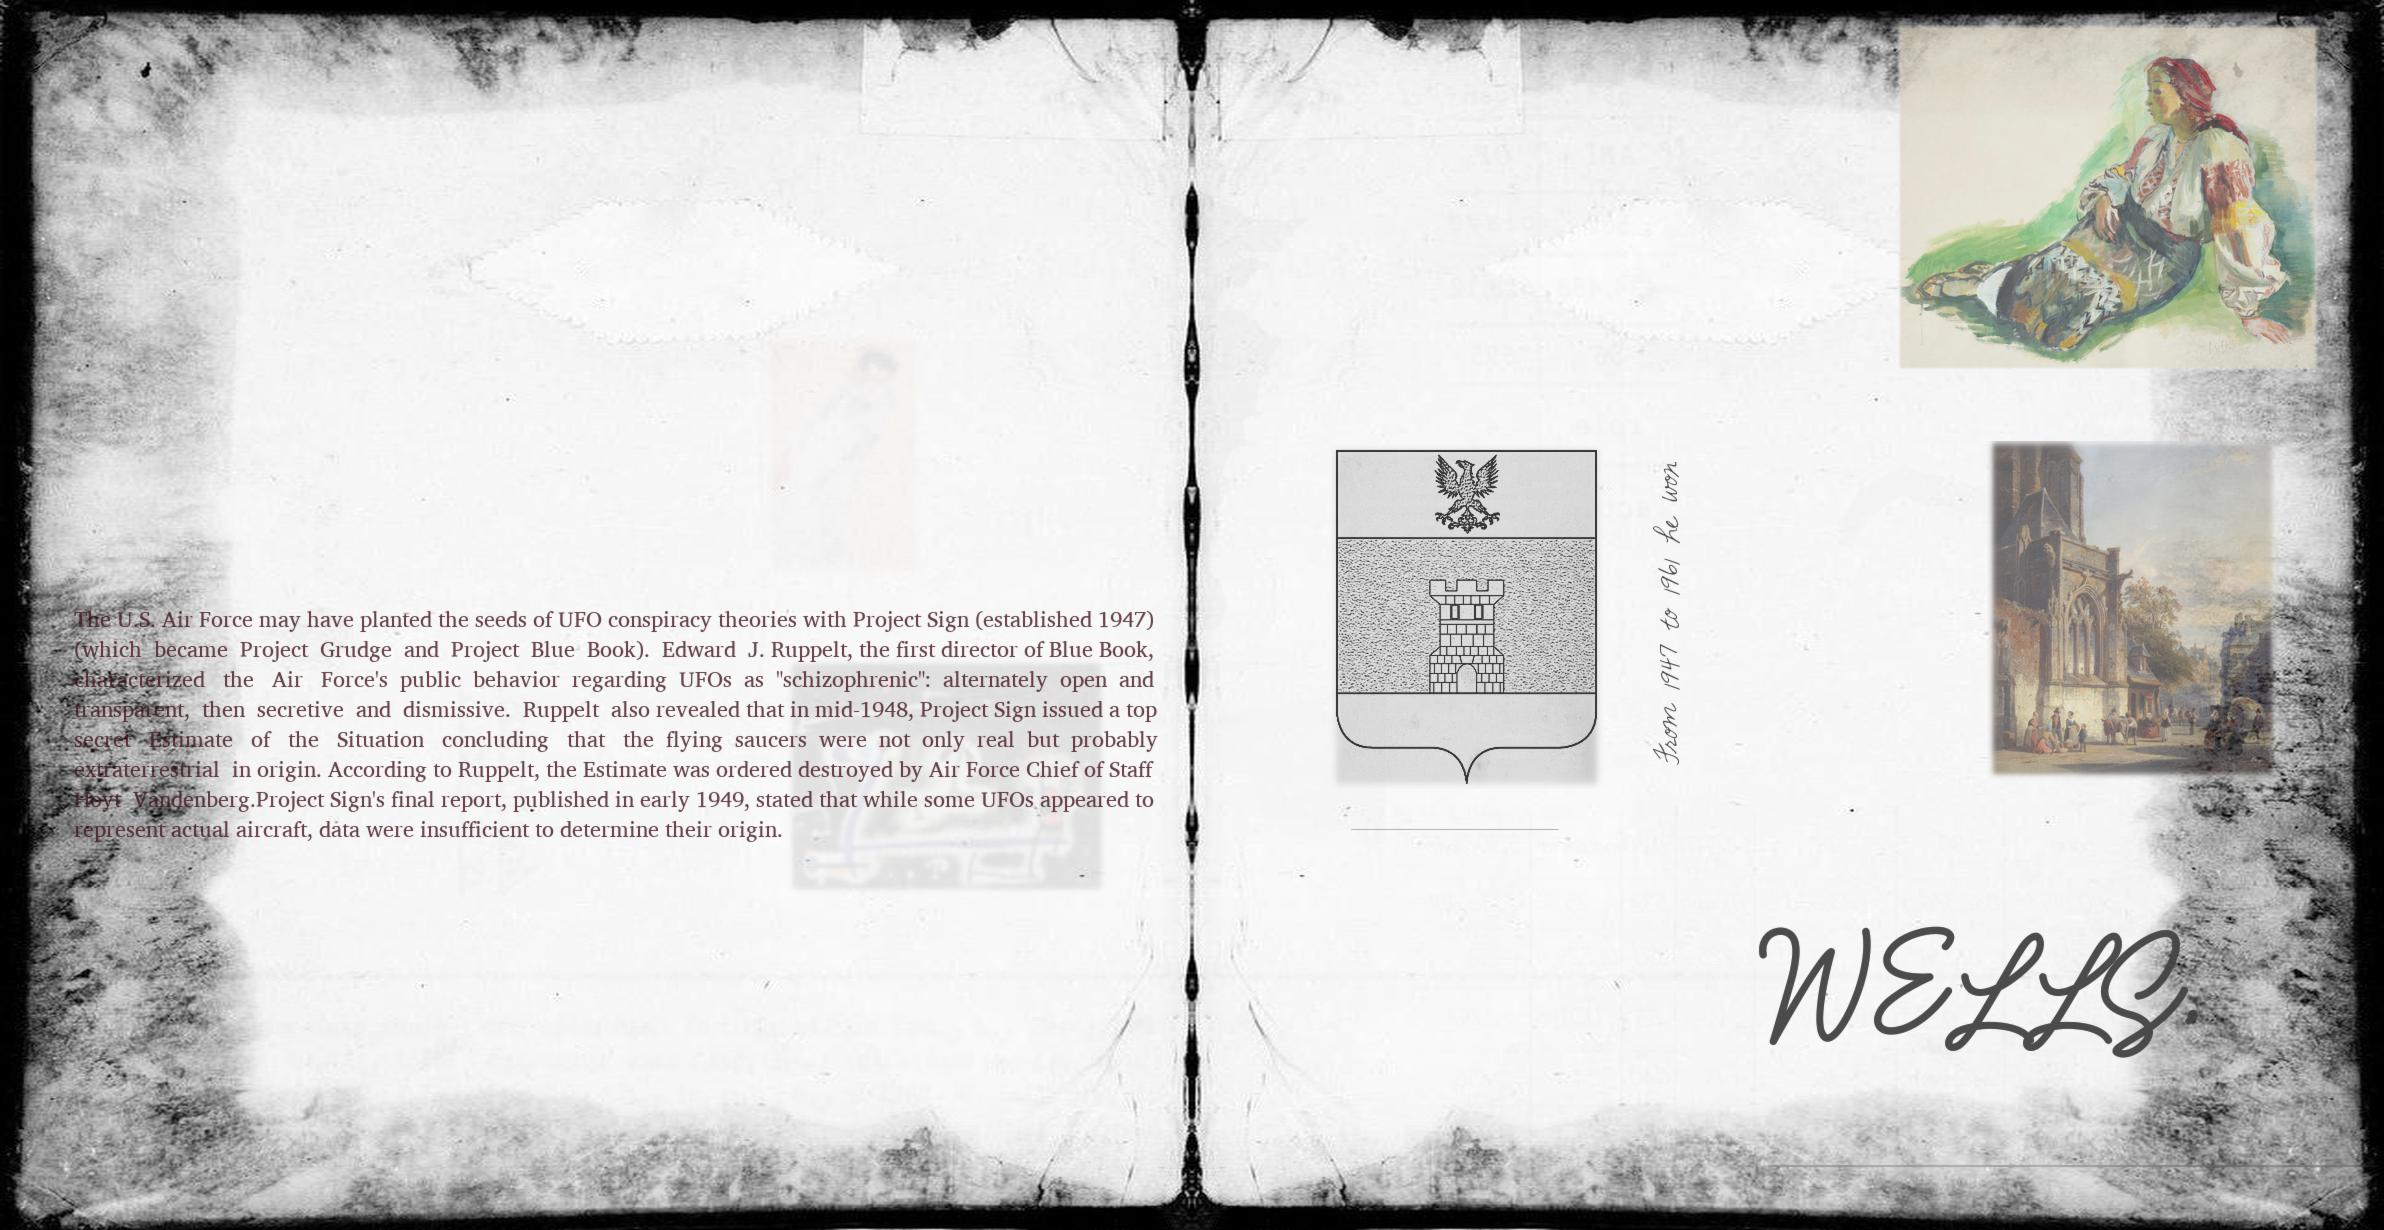 The U.S. Air Force may have planted the seeds of UFO conspiracy theories with Project Sign (established 1947)
(which became Project Grudge and Project Blue Book). Edward J. Ruppelt, the first director of Blue Book,
characterized the Air Force's public behavior regarding UFOs as "schizophrenic": alternately open and
transparent, then secretive and dismissive. Ruppelt also revealed that in mid-1948, Project Sign issued a top
secret Estimate of the Situation concluding that the flying saucers were not only real but probably
extraterrestrial in origin. According to Ruppelt, the Estimate was ordered destroyed by Air Force Chief of Staff
Hoyt Vandenberg.Project Sign's final report, published in early 1949, stated that while some UFOs appeared to
represent actual aircraft, data were insufficient to determine their origin.
From 1947 to 1961 he won
WELLS.